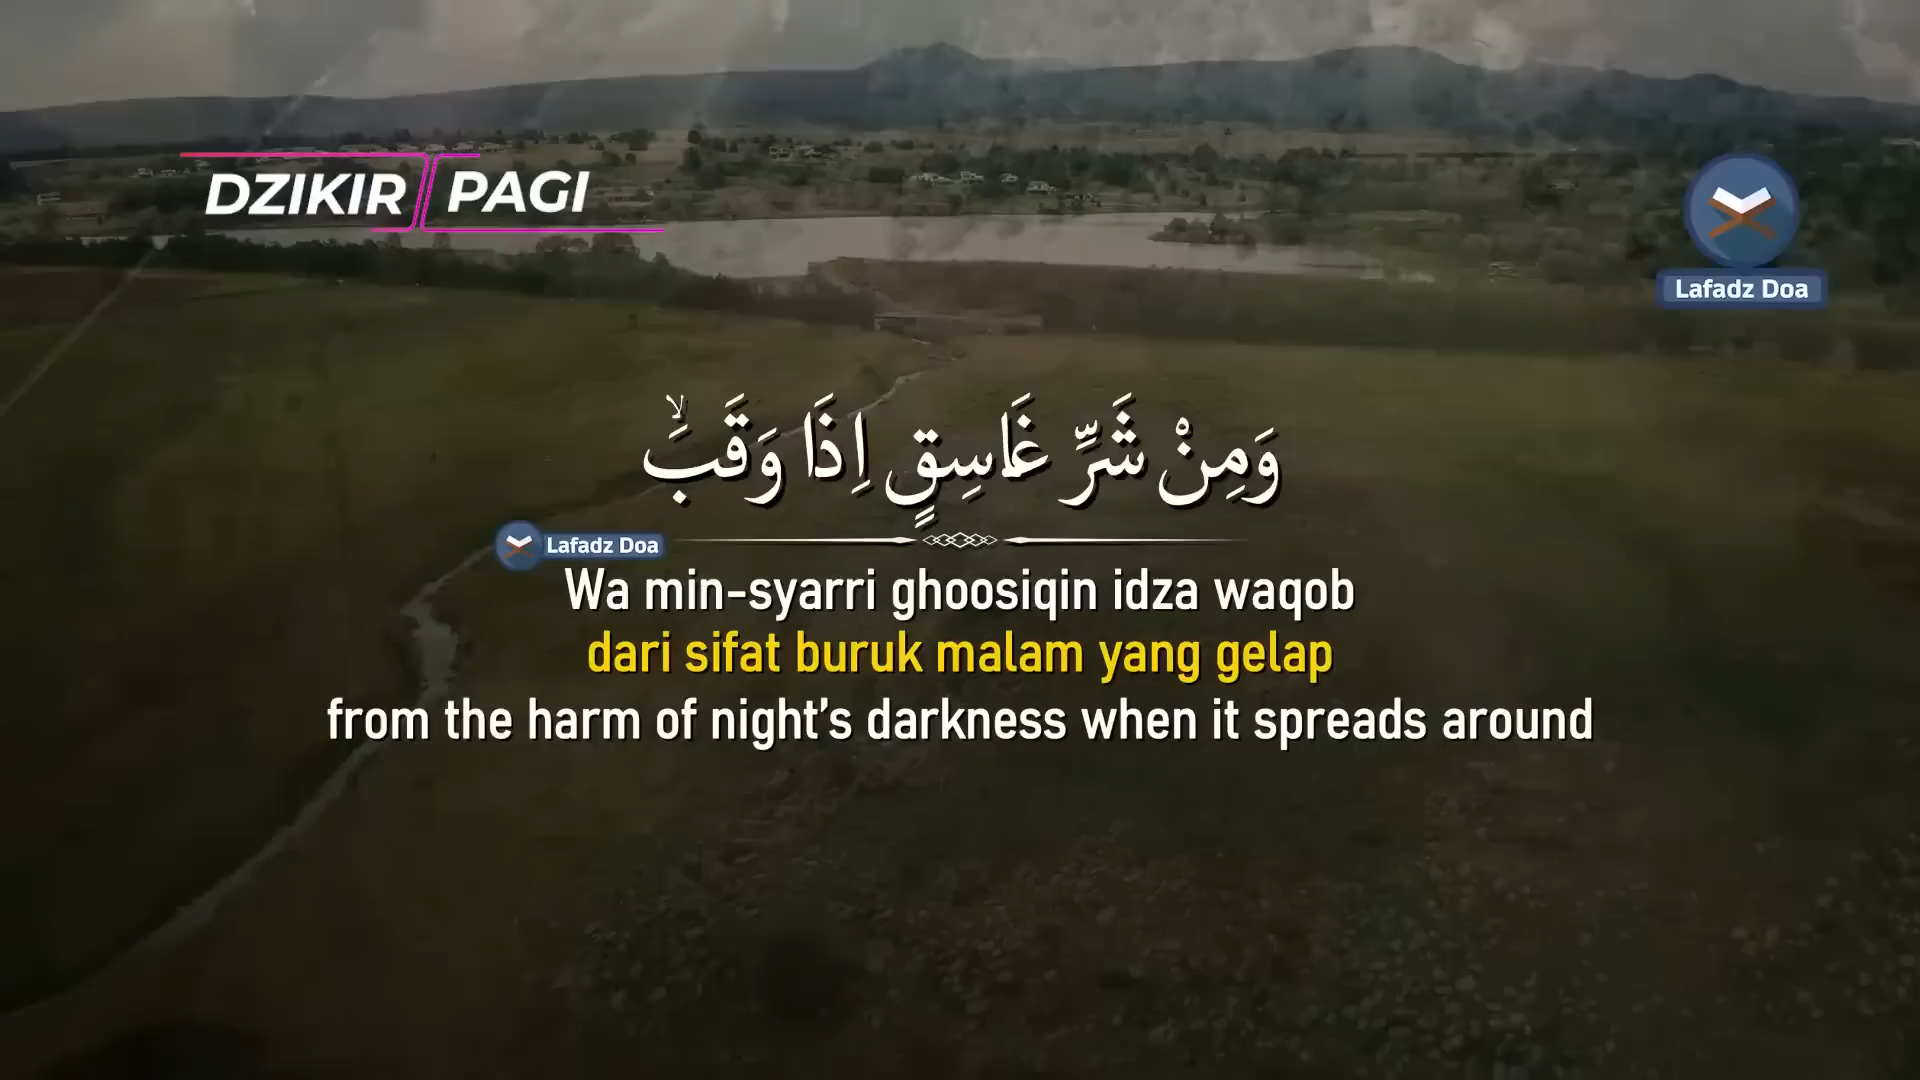 DZIKIR PAGI
Lafadz Doa
وَمِنْ شَرِّ غَاسِقٍ اِذَا وَقَبَۙ
Lafadz Doa
Wa min-syarri ghoosiqin idza waqob
dari sifat buruk malam yang gelap
from the harm of night’s darkness when it spreads around